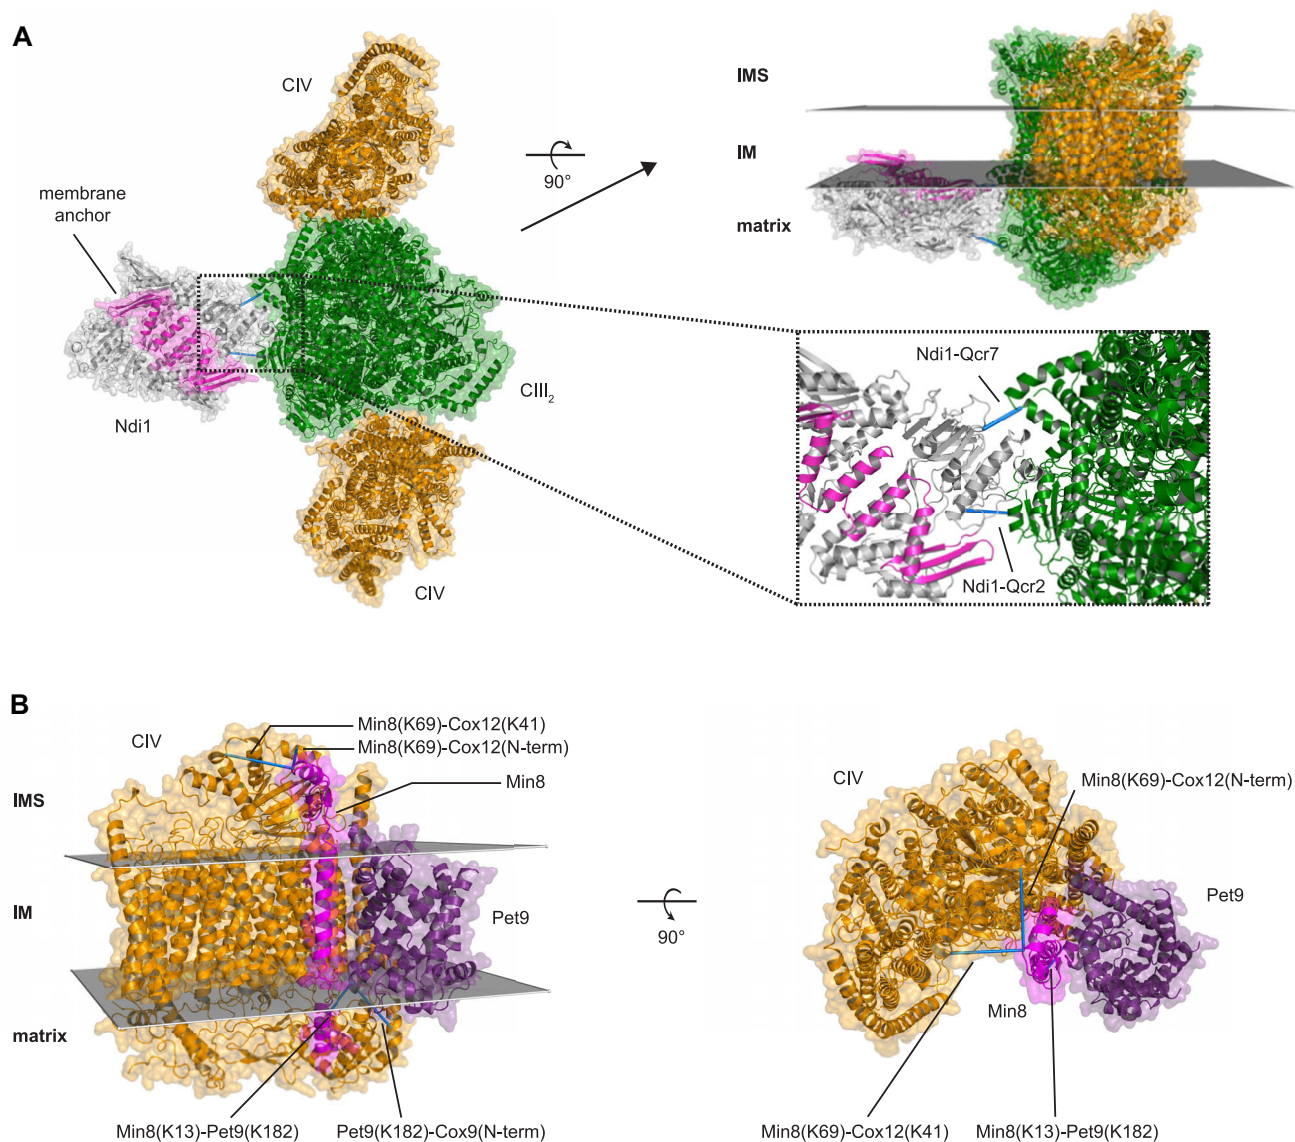 A
CIV
membrane
anchor
Ndi1
CIII2
CIV
90°
IMS
IM
matrix
Ndi1-Qcr7
Ndi1-Qcr2
B
CIV
Min8(K69)-Cox12(K41)
Min8(K69)-Cox12(N-term)
Min8
IMS
IM
Pet9
matrix
Min8(K13)-Pet9(K182)
Pet9(K182)-Cox9(N-term)
90°
CIV
Min8(K69)-Cox12(N-term)
Pet9
Min8
Min8(K69)-Cox12(K41)
Min8(K13)-Pet9(K182)